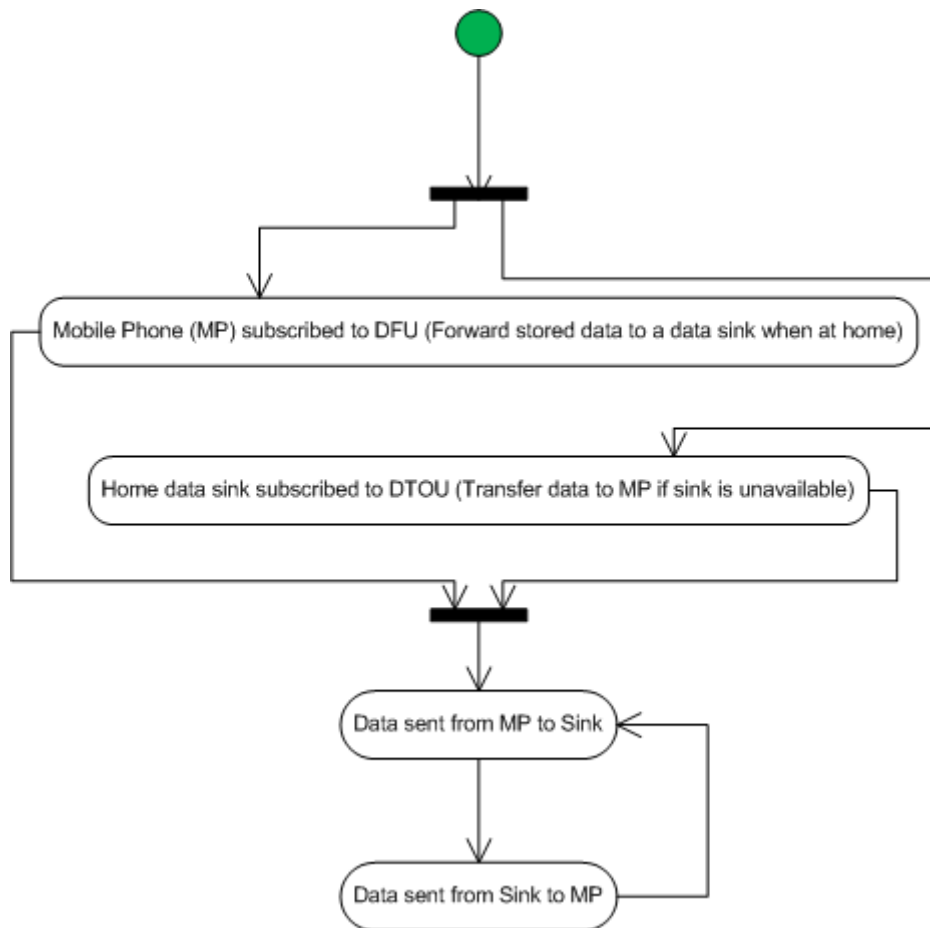 Mobile Phone (MP) subscribed to DFU (Forward stored data to a data sink when at home)
Home data sink subscribed to DTOU (Transfer data to MP if sink is unavailable)
Data sent from MP to Sink
Data sent from Sink to MP